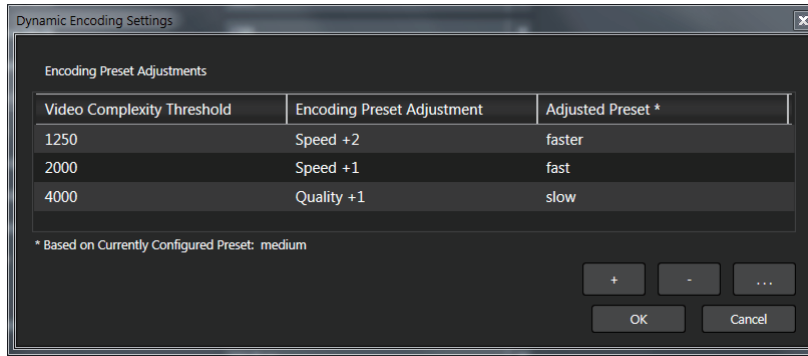 Dynamic Encoding Settings
x
Encoding Preset Adjustments
Video Complexity Threshold Encoding Preset Adjustment Adjusted Preset *
1250 Speed +2 faster
2000 Speed +1 fast
4000 Quality +1 slow
* Based on Currently Configured Preset: medium
+ - ...
OK Cancel